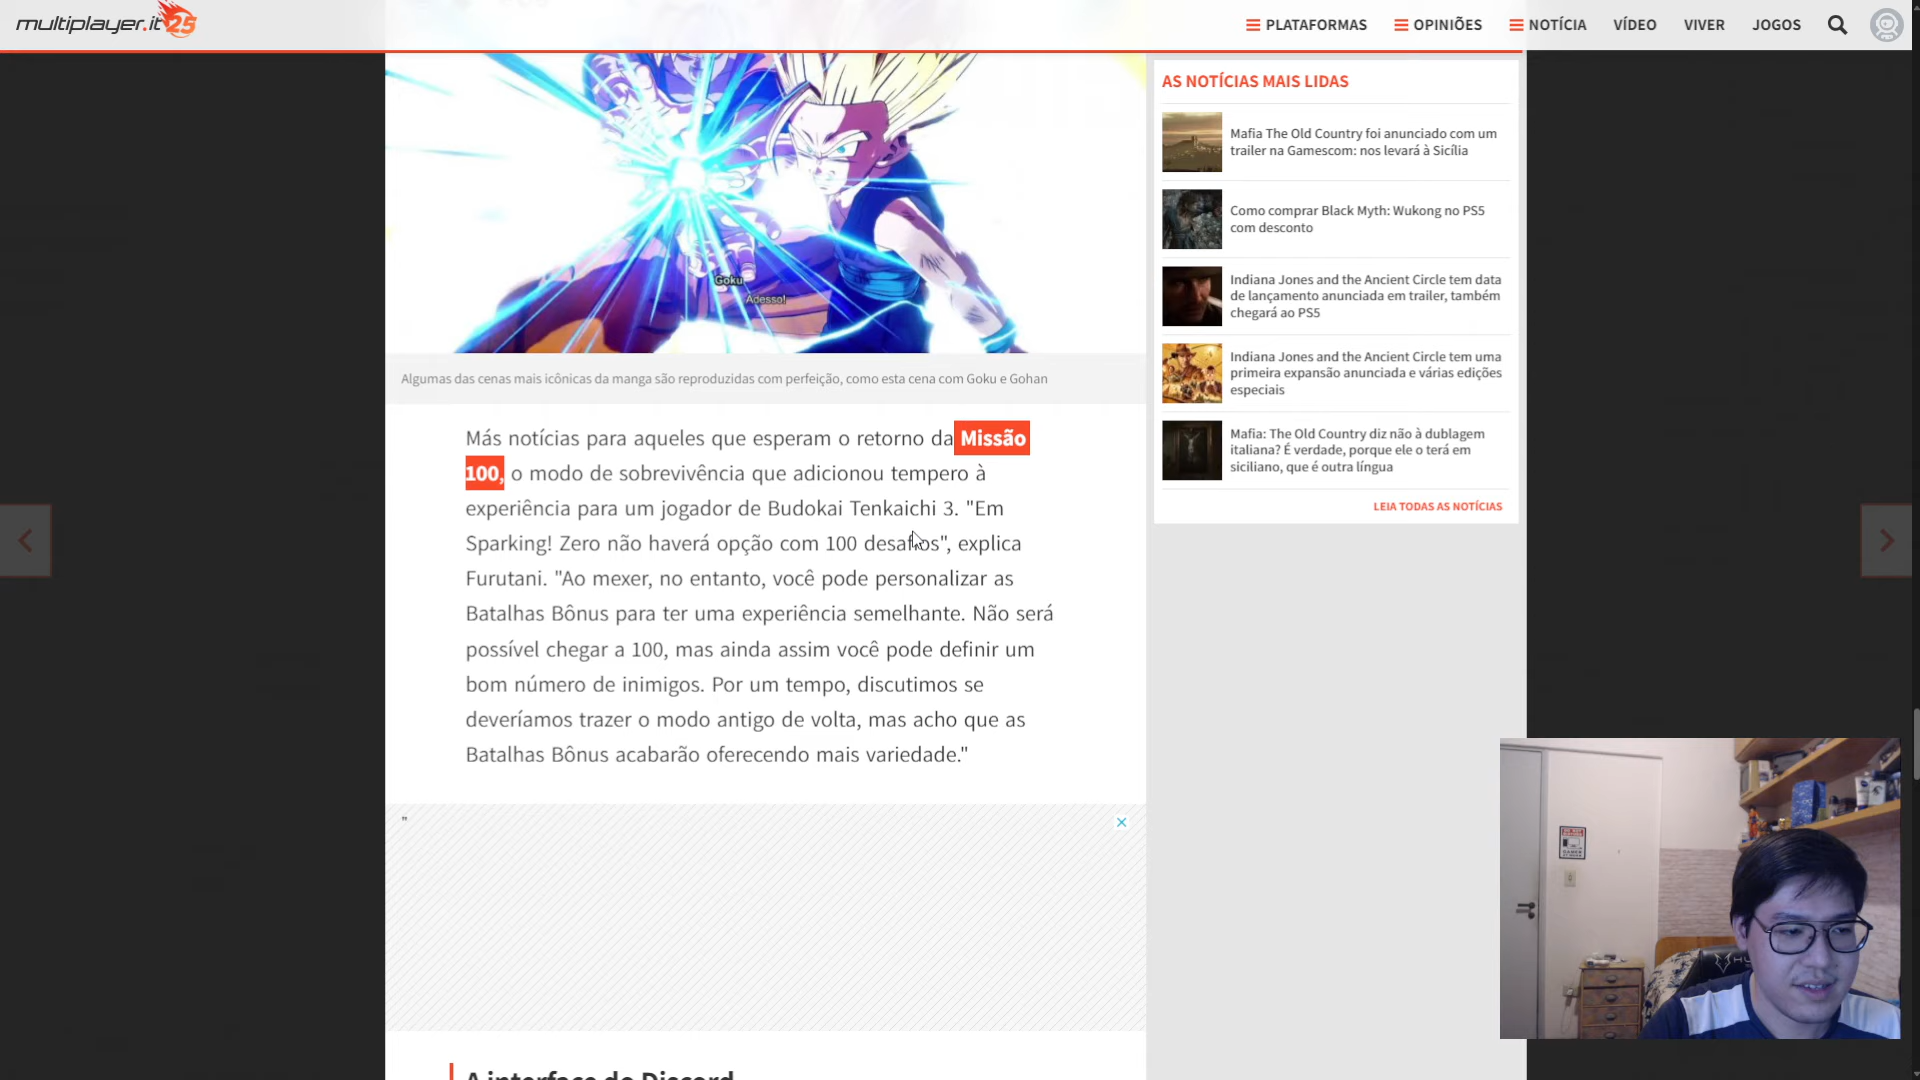 multiplayer.it 25
PLATAFORMAS
OPINIÕES
NOTÍCIA
VÍDEO
VIVER
JOGOS
Goku
Adesso!
Algumas das cenas mais icônicas da manga são reproduzidas com perfeição, como esta cena com Goku e Gohan
Más notícias para aqueles que esperam o retorno da Missão
100, o modo de sobrevivência que adicionou tempero à
experiência para um jogador de Budokai Tenkaichi 3. "Em
Sparking! Zero não haverá opção com 100 desafios", explica
Furutani. "Ao mexer, no entanto, você pode personalizar as
Batalhas Bônus para ter uma experiência semelhante. Não será
possível chegar a 100, mas ainda assim você pode definir um
bom número de inimigos. Por um tempo, discutimos se
deveríamos trazer o modo antigo de volta, mas acho que as
Batalhas Bônus acabarão oferecendo mais variedade."
"
A interface do Discord
AS NOTÍCIAS MAIS LIDAS
Mafia The Old Country foi anunciado com um
trailer na Gamescom: nos levará à Sicília
Como comprar Black Myth: Wukong no PS5
com desconto
Indiana Jones and the Ancient Circle tem data
de lançamento anunciada em trailer, também
chegará ao PS5
Indiana Jones and the Ancient Circle tem uma
primeira expansão anunciada e várias edições
especiais
Mafia: The Old Country diz não à dublagem
italiana? É verdade, porque ele o terá em
siciliano, que é outra língua
LEIA TODAS AS NOTÍCIAS